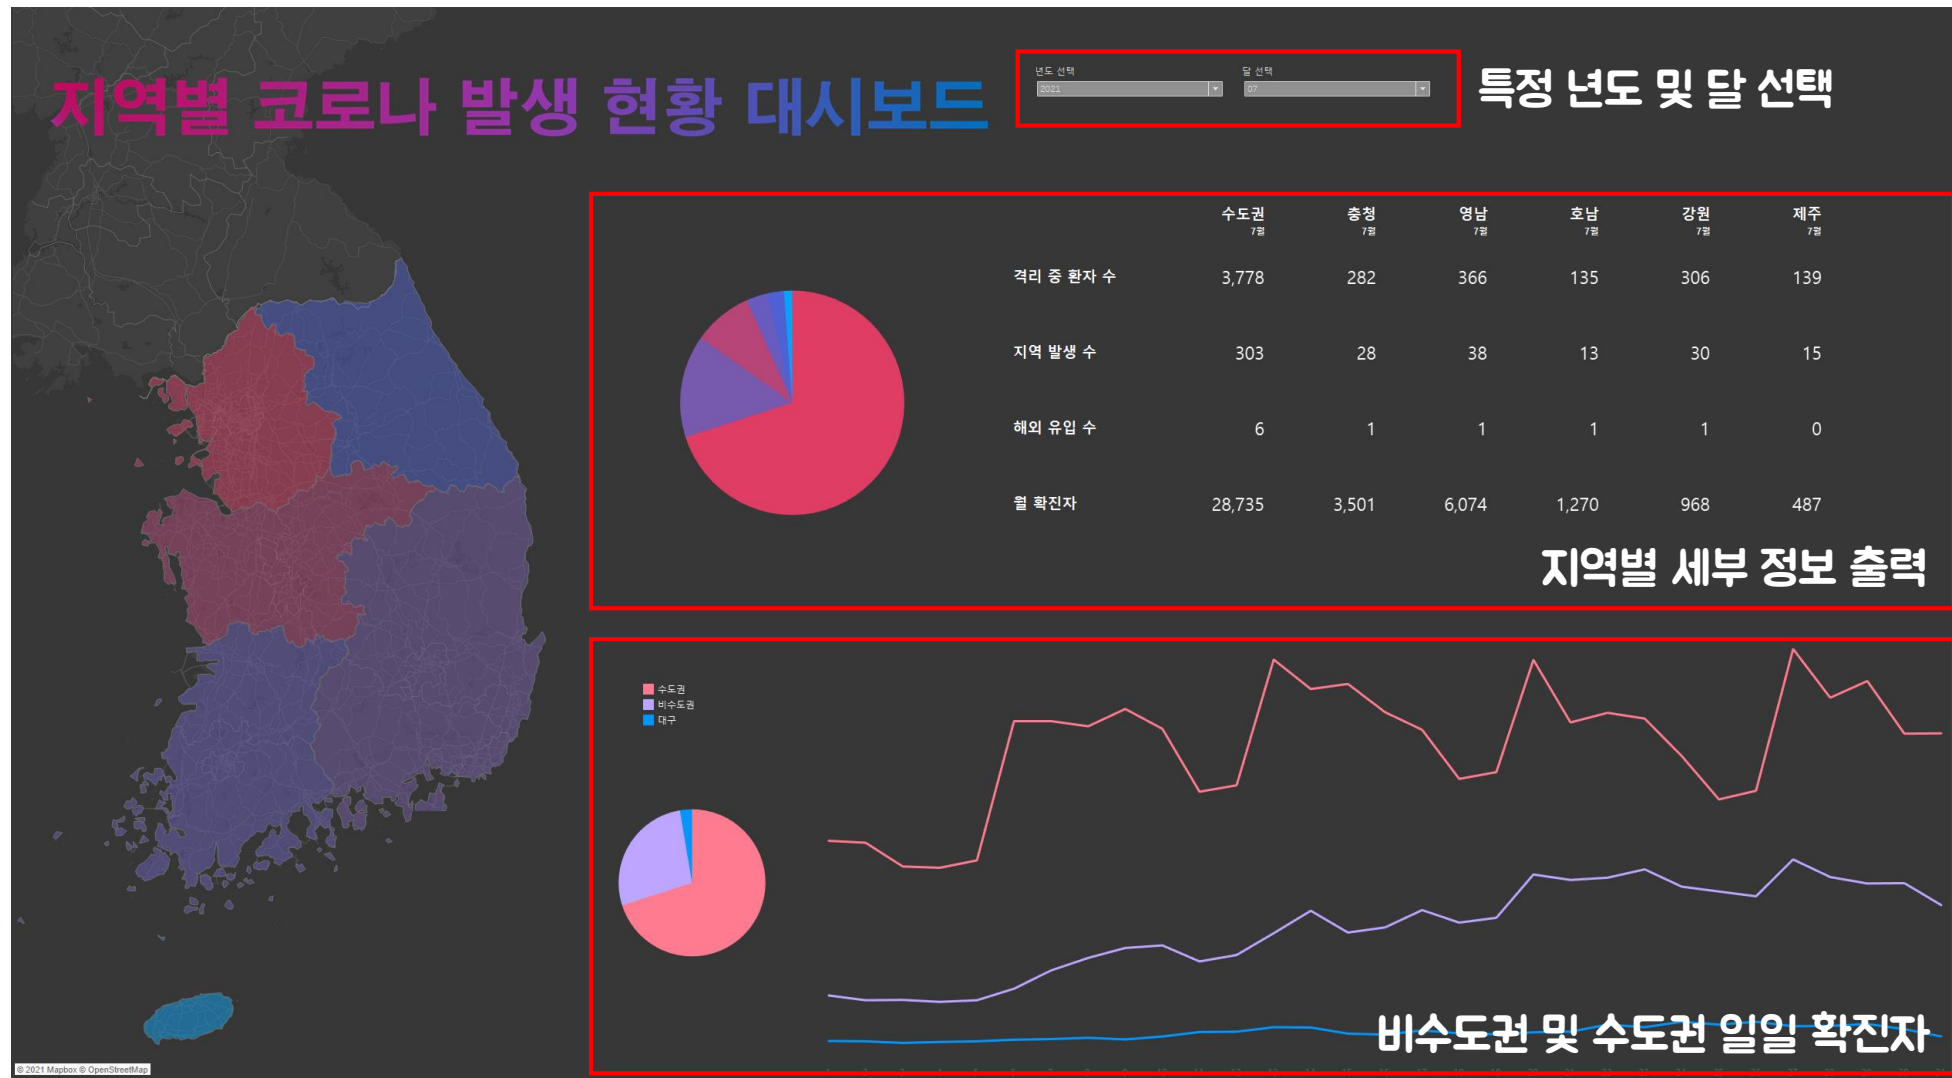 지역별 코로나 발생 현황 대시보드
년도 선택 달 선택
2021 07
특정 년도 및 달 선택
수도권 충청 영남 호남 강원 제주
7월 7월 7월 7월 7월 7월
격리 중 환자 수 3,778 282 366 135 306 139
지역 발생 수 303 28 38 13 30 15
해외 유입 수 6 1 1 1 1 0
월 확진자 28,735 3,501 6,074 1,270 968 487
지역별 세부 정보 출력
수도권
비수도권
대구
비수도권 및 수도권 일일 확진자
© 2021 Mapbox © OpenStreetMap